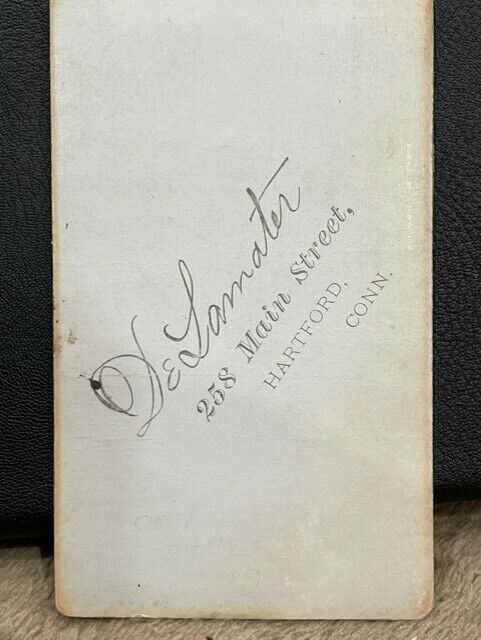 DeLamater
258 Main Street,
HARTFORD,
CONN.